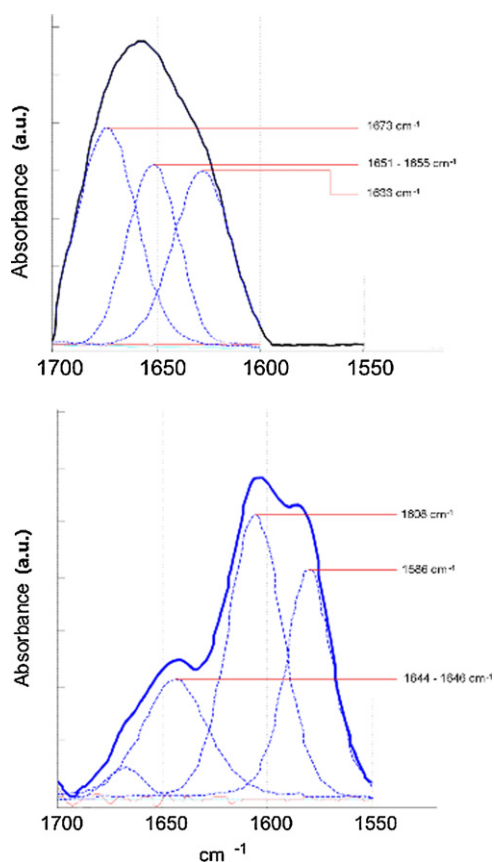 Absorbance (a.u.)
1673 cm⁻¹
1651 - 1655 cm⁻¹
1633 cm⁻¹
1700 1650 1600 1550
Absorbance (a.u.)
1608 cm⁻¹
1586 cm⁻¹
1644 - 1646 cm⁻¹
1700 1650 1600 1550
cm ⁻¹